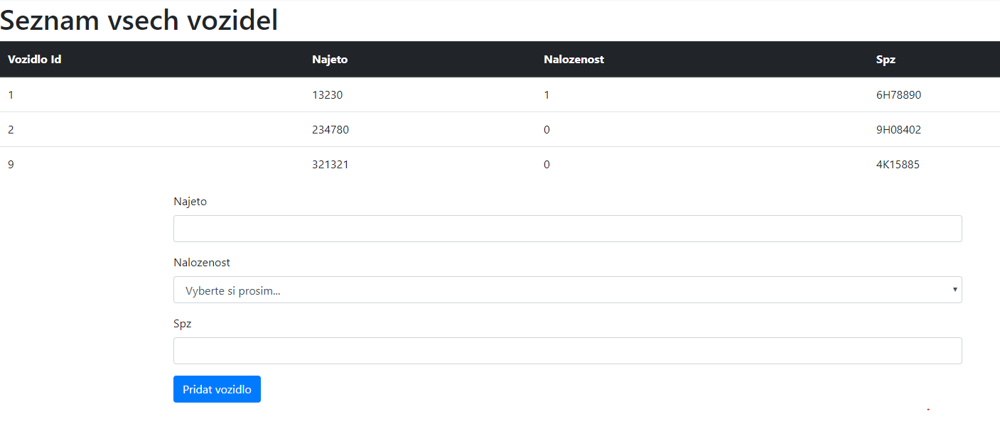 Seznam vsech vozidel
Vozidlo Id Najeto Nalozenost Spz
1 13230 1 6H78890
2 234780 0 9H08402
9 321321 0 4K15885
Najeto
Nalozenost
Vyberte si prosim...
Spz
Pridat vozidlo